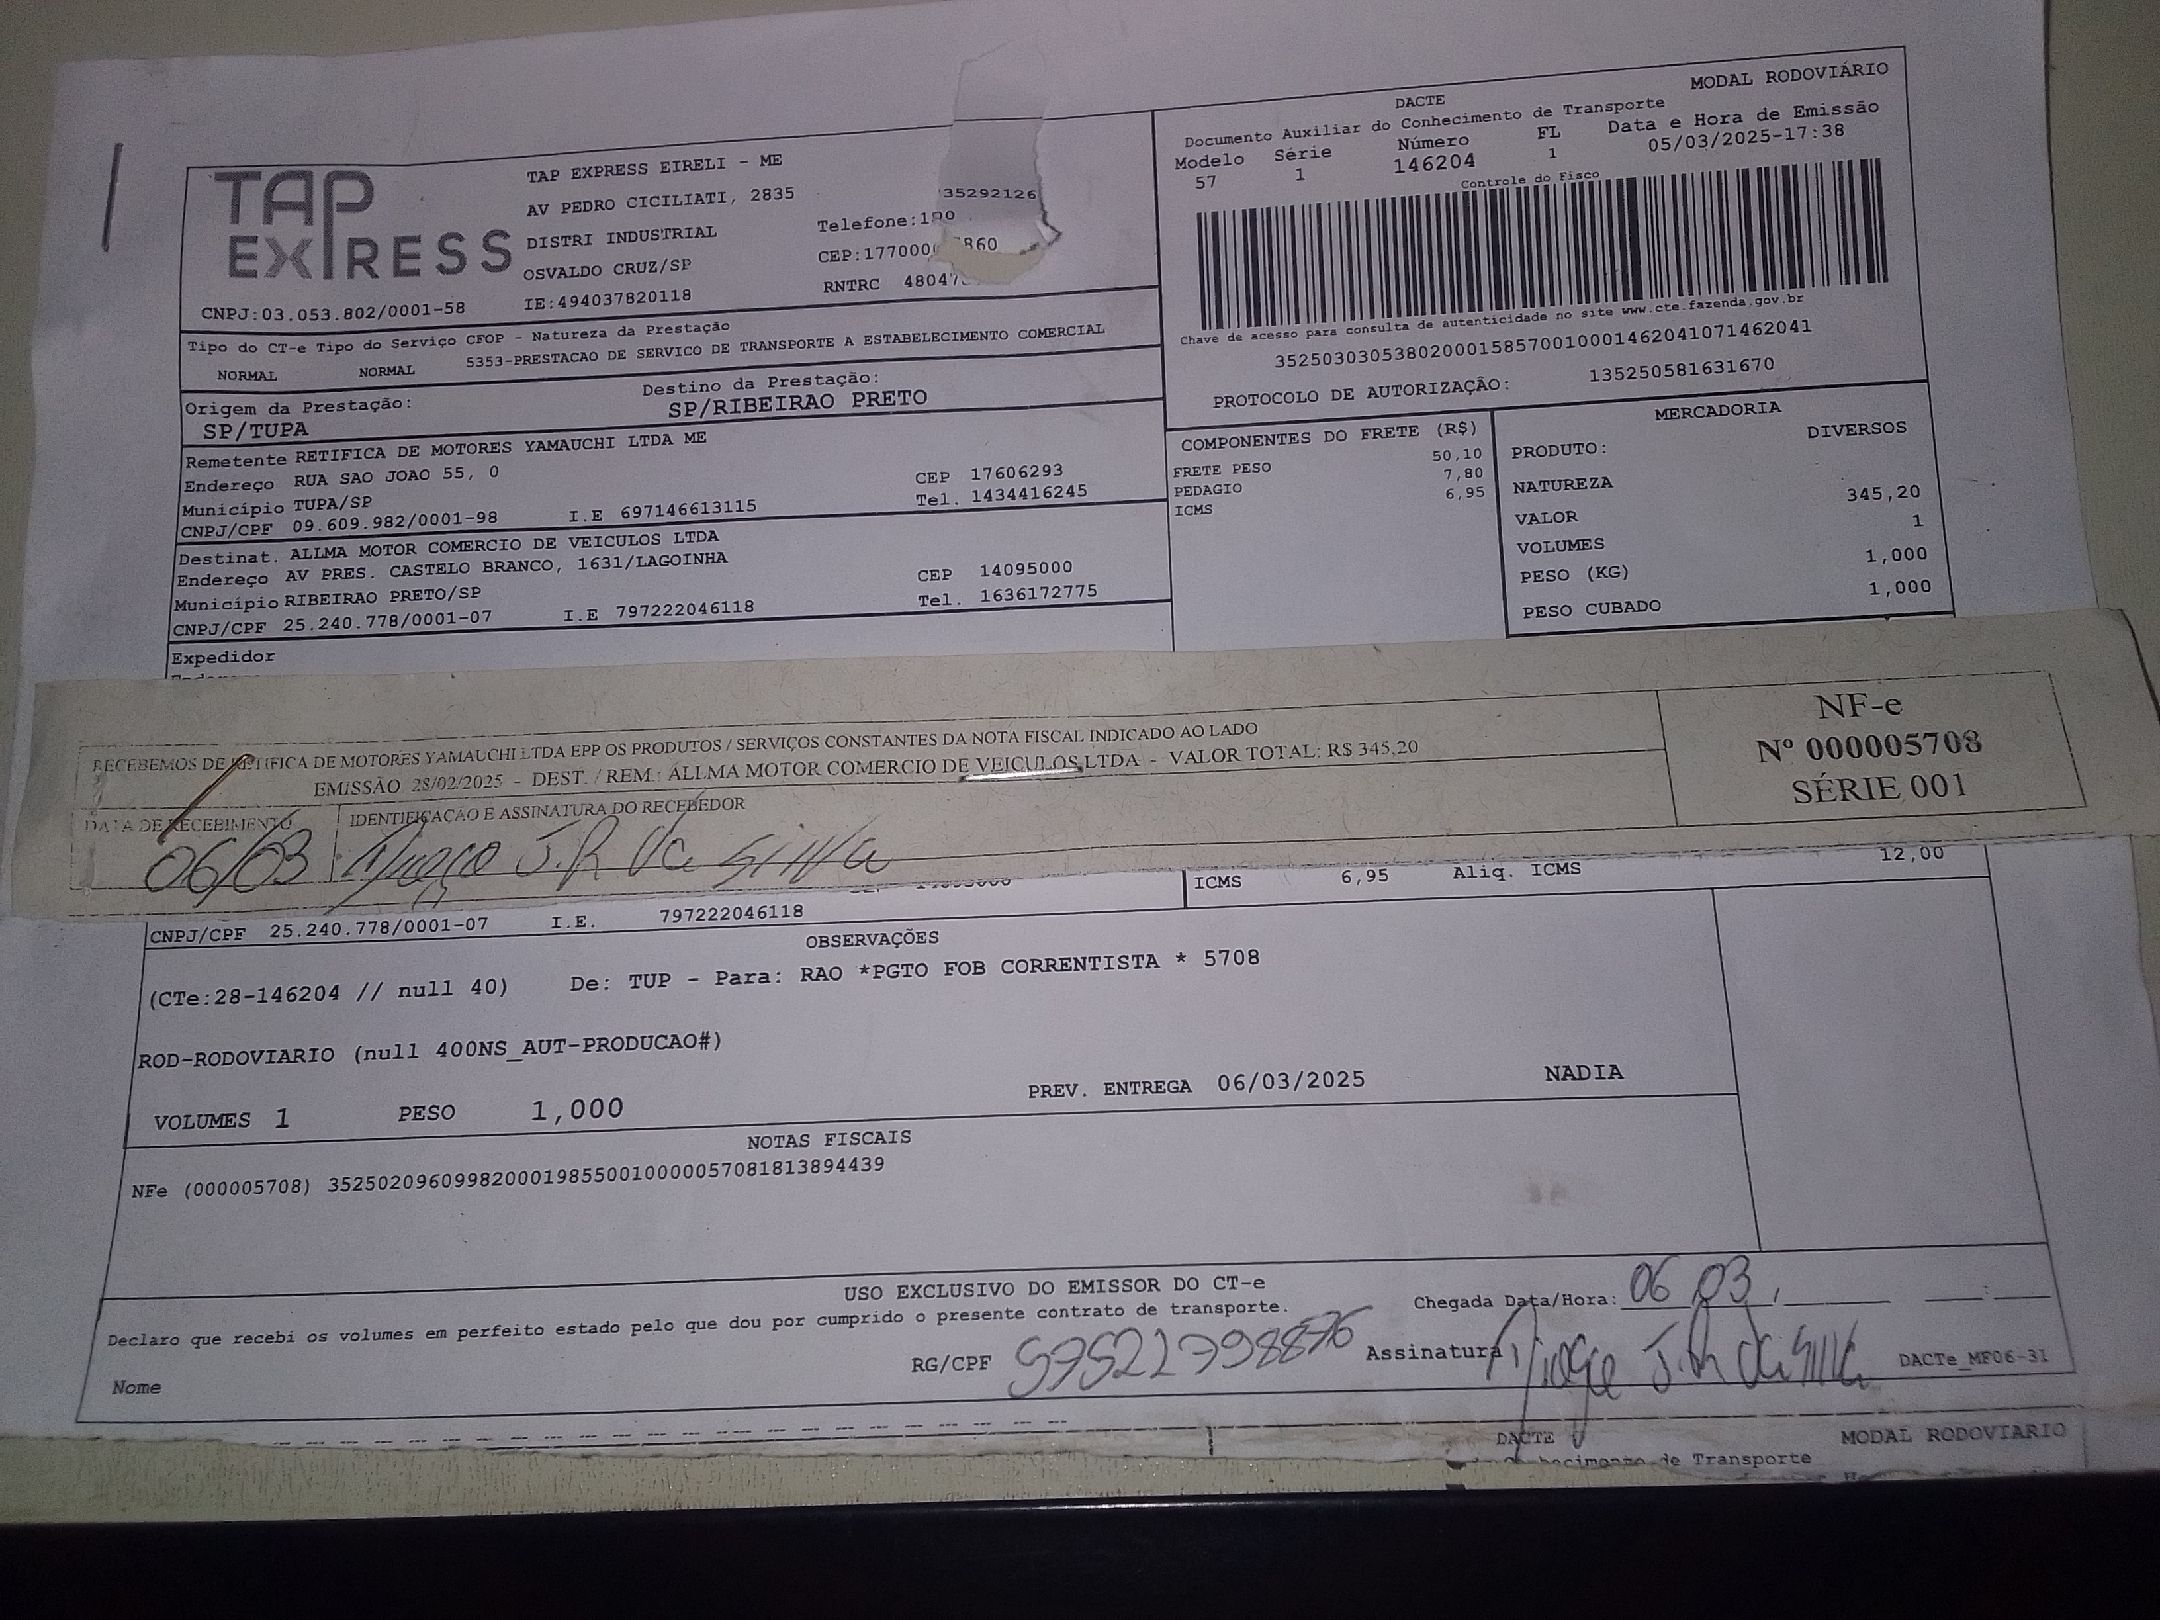 MODAL RODOVIÁRIO
DACTE
Documento Auxiliar do Conhecimento de Transporte
Modelo Série Número FL Data e Hora de Emissão
57 1 146204 1 05/03/2025-17:38
Controle do Fisco
Chave de acesso para consulta de autenticidade no site www.cte.fazenda.gov.br
35250303053802000158570010001462041071462041
PROTOCOLO DE AUTORIZAÇÃO: 135250581631670
TAP EXPRESS
TAP EXPRESS EIRELI - ME
AV PEDRO CICILIATI, 2835
35292126
DISTRI INDUSTRIAL
Telefone:
OSVALDO CRUZ/SP
CEP:177000 860
CNPJ:03.053.802/0001-58 IE:494037820118 RNTRC 4804
Tipo do CT-e Tipo do Serviço CFOP - Natureza da Prestação
NORMAL NORMAL 5353-PRESTACAO DE SERVICO DE TRANSPORTE A ESTABELECIMENTO COMERCIAL
Origem da Prestação: Destino da Prestação:
SP/TUPA SP/RIBEIRAO PRETO
Remetente RETIFICA DE MOTORES YAMAUCHI LTDA ME
Endereço RUA SAO JOAO 55, 0 CEP 17606293
Município TUPA/SP Tel. 1434416245
CNPJ/CPF 09.609.982/0001-98 I.E 697146613115
Destinat. ALLMA MOTOR COMERCIO DE VEICULOS LTDA
Endereço AV PRES. CASTELO BRANCO, 1631/LAGOINHA CEP 14095000
Município RIBEIRAO PRETO/SP Tel. 1636172775
CNPJ/CPF 25.240.778/0001-07 I.E 797222046118
Expedidor
COMPONENTES DO FRETE (R$)
FRETE PESO 50,10
PEDAGIO 7,80
ICMS 6,95
MERCADORIA
PRODUTO: DIVERSOS
NATUREZA
VALOR 345,20
VOLUMES 1
PESO (KG) 1,000
PESO CUBADO 1,000
RECEBEMOS DE RETIFICA DE MOTORES YAMAUCHI LTDA EPP OS PRODUTOS / SERVIÇOS CONSTANTES DA NOTA FISCAL INDICADO AO LADO
EMISSÃO 28/02/2025 - DEST. / REM.: ALLMA MOTOR COMERCIO DE VEICULOS LTDA - VALOR TOTAL: R$ 345,20
DATA DE RECEBIMENTO IDENTIFICAÇÃO E ASSINATURA DO RECEBEDOR
06/03 J.R da Silva
NF-e
Nº 000005708
SÉRIE 001
ICMS 6,95 Aliq. ICMS 12,00
CNPJ/CPF 25.240.778/0001-07 I.E. 797222046118
OBSERVAÇÕES
(CTe:28-146204 // null 40) De: TUP - Para: RAO *PGTO FOB CORRENTISTA * 5708
ROD-RODOVIARIO (null 400NS_AUT-PRODUCAO#)
VOLUMES 1 PESO 1,000 PREV. ENTREGA 06/03/2025 NADIA
NOTAS FISCAIS
NFe (000005708) 35250209609982000198550010000057081813894439
USO EXCLUSIVO DO EMISSOR DO CT-e
Declaro que recebi os volumes em perfeito estado pelo que dou por cumprido o presente contrato de transporte.
Chegada Data/Hora: 06 03
Nome RG/CPF Assinatura J.R da Silva DACTe_MF06-31
DACTE MODAL RODOVIARIO
de Transporte